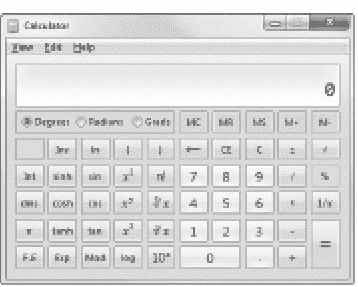 Calculator
View Edit Help
0
Degrees Radians Grads MC MR MS M+ M-
Inv ln ( ) ← CE C ±
Int sinh sin x² n! 7 8 9 / %
dms cosh cos 4 5 6 * 1/x
π tanh tan x³ 1 2 3 - =
F-E Exp Mod log 10ˣ 0 . +